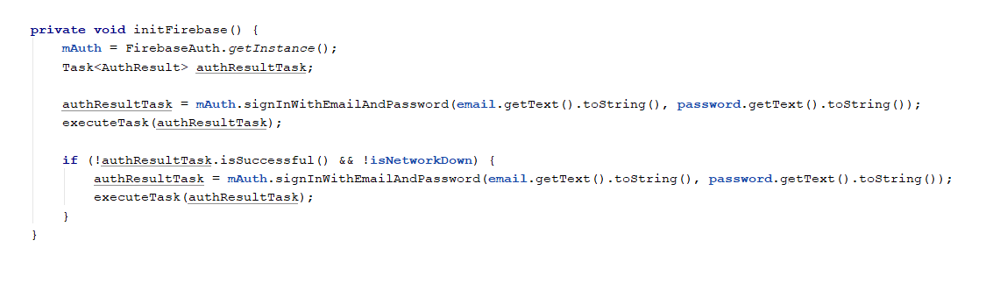 private void initFirebase() {
    mAuth = FirebaseAuth.getInstance();
    Task<AuthResult> authResultTask;

    authResultTask = mAuth.signInWithEmailAndPassword(email.getText().toString(), password.getText().toString());
    executeTask(authResultTask);

    if (!authResultTask.isSuccessful() && !isNetworkDown) {
        authResultTask = mAuth.signInWithEmailAndPassword(email.getText().toString(), password.getText().toString());
        executeTask(authResultTask);
    }
}